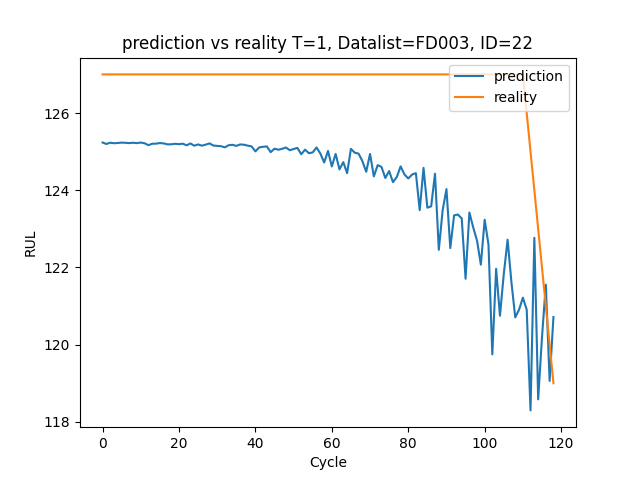 prediction vs reality T=1, Datalist=FD003, ID=22
prediction
reality
RUL
126
124
122
120
118
0 20 40 60 80 100 120
Cycle